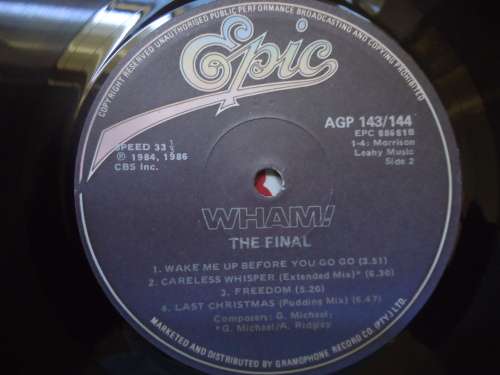 COPYRIGHT RESERVED UNAUTHORISED PUBLIC PERFORMANCE BROADCASTING AND COPYING PROHIBITED
Epic
AGP 143/144
EPC 88681B
1-4: Morrison
Leahy Music
Side 2
SPEED 33 1/3
℗ 1984, 1986
CBS Inc.
WHAM!
THE FINAL
1. WAKE ME UP BEFORE YOU GO GO (3.51)
2. CARELESS WHISPER (Extended Mix)* (6.30)
3. FREEDOM (5.20)
4. LAST CHRISTMAS (Pudding Mix) (6.47)
Composers: G. Michael
*G. Michael/A. Ridgley
MARKETED AND DISTRIBUTED BY GRAMOPHONE RECORD CO (PTY.) LTD.